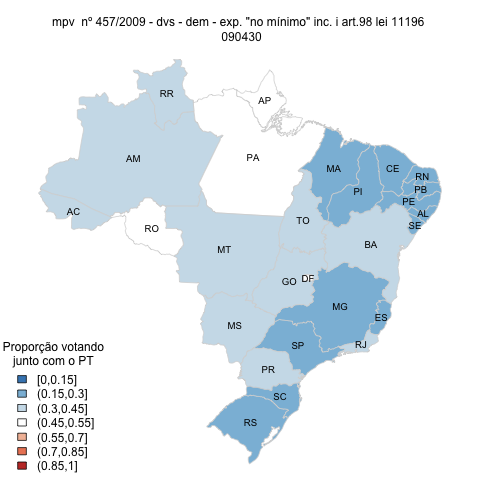 mpv  nº 457/2009 - dvs - dem - exp. "no mínimo" inc. i art.98 lei 11196
090430
RR
AP
AM
PA
MA
CE
RN
PI
PB
PE
AC
AL
SE
TO
RO
BA
MT
GO
DF
MG
MS
ES
SP
RJ
PR
SC
RS
Proporção votando
junto com o PT
[0,0.15]
(0.15,0.3]
(0.3,0.45]
(0.45,0.55]
(0.55,0.7]
(0.7,0.85]
(0.85,1]